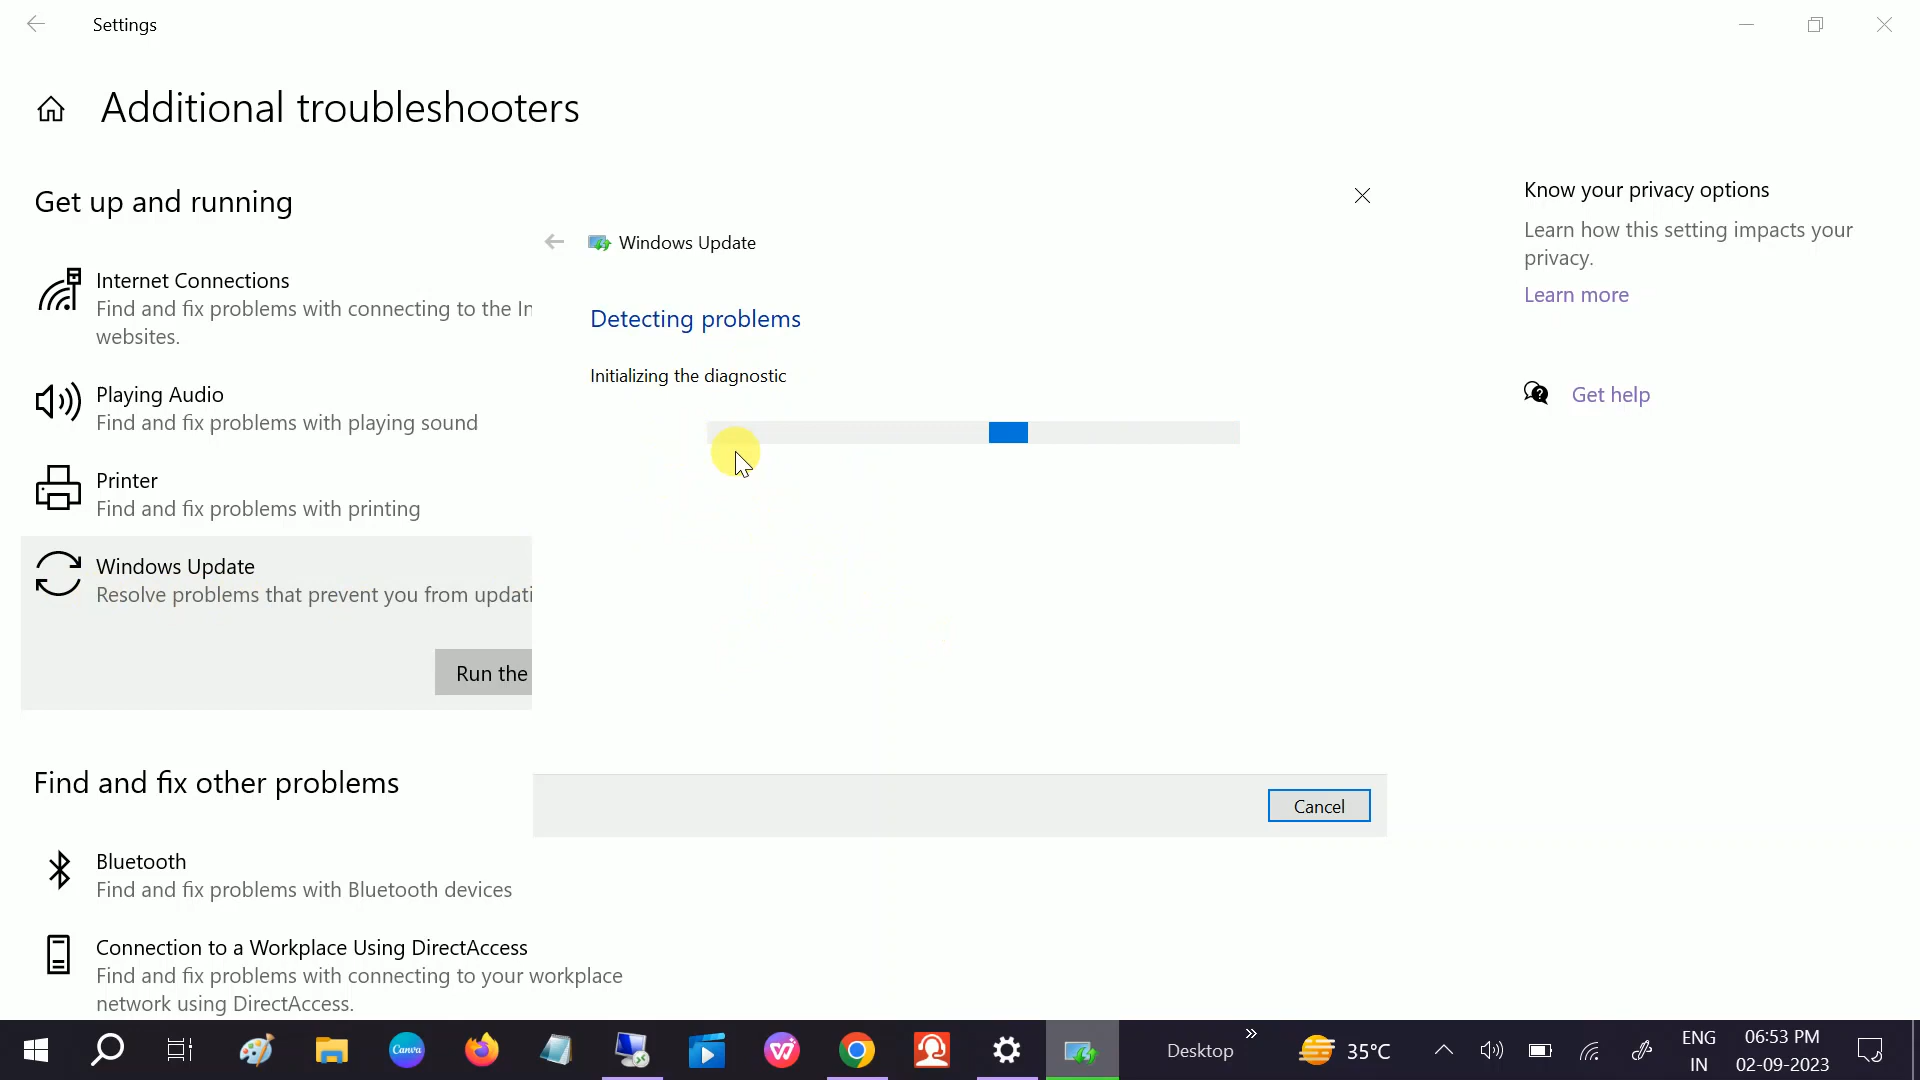 Settings
Additional troubleshooters
Get up and running
Internet Connections
Find and fix problems with connecting to the In
websites.
Playing Audio
Find and fix problems with playing sound
Printer
Find and fix problems with printing
Windows Update
Resolve problems that prevent you from updati
Run the
Find and fix other problems
Bluetooth
Find and fix problems with Bluetooth devices
Connection to a Workplace Using DirectAccess
Find and fix problems with connecting to your workplace
network using DirectAccess.
Windows Update
Detecting problems
Initializing the diagnostic
Cancel
Know your privacy options
Learn how this setting impacts your
privacy.
Learn more
Get help
Canva
Desktop
35°C
ENG
IN
06:53 PM
02-09-2023